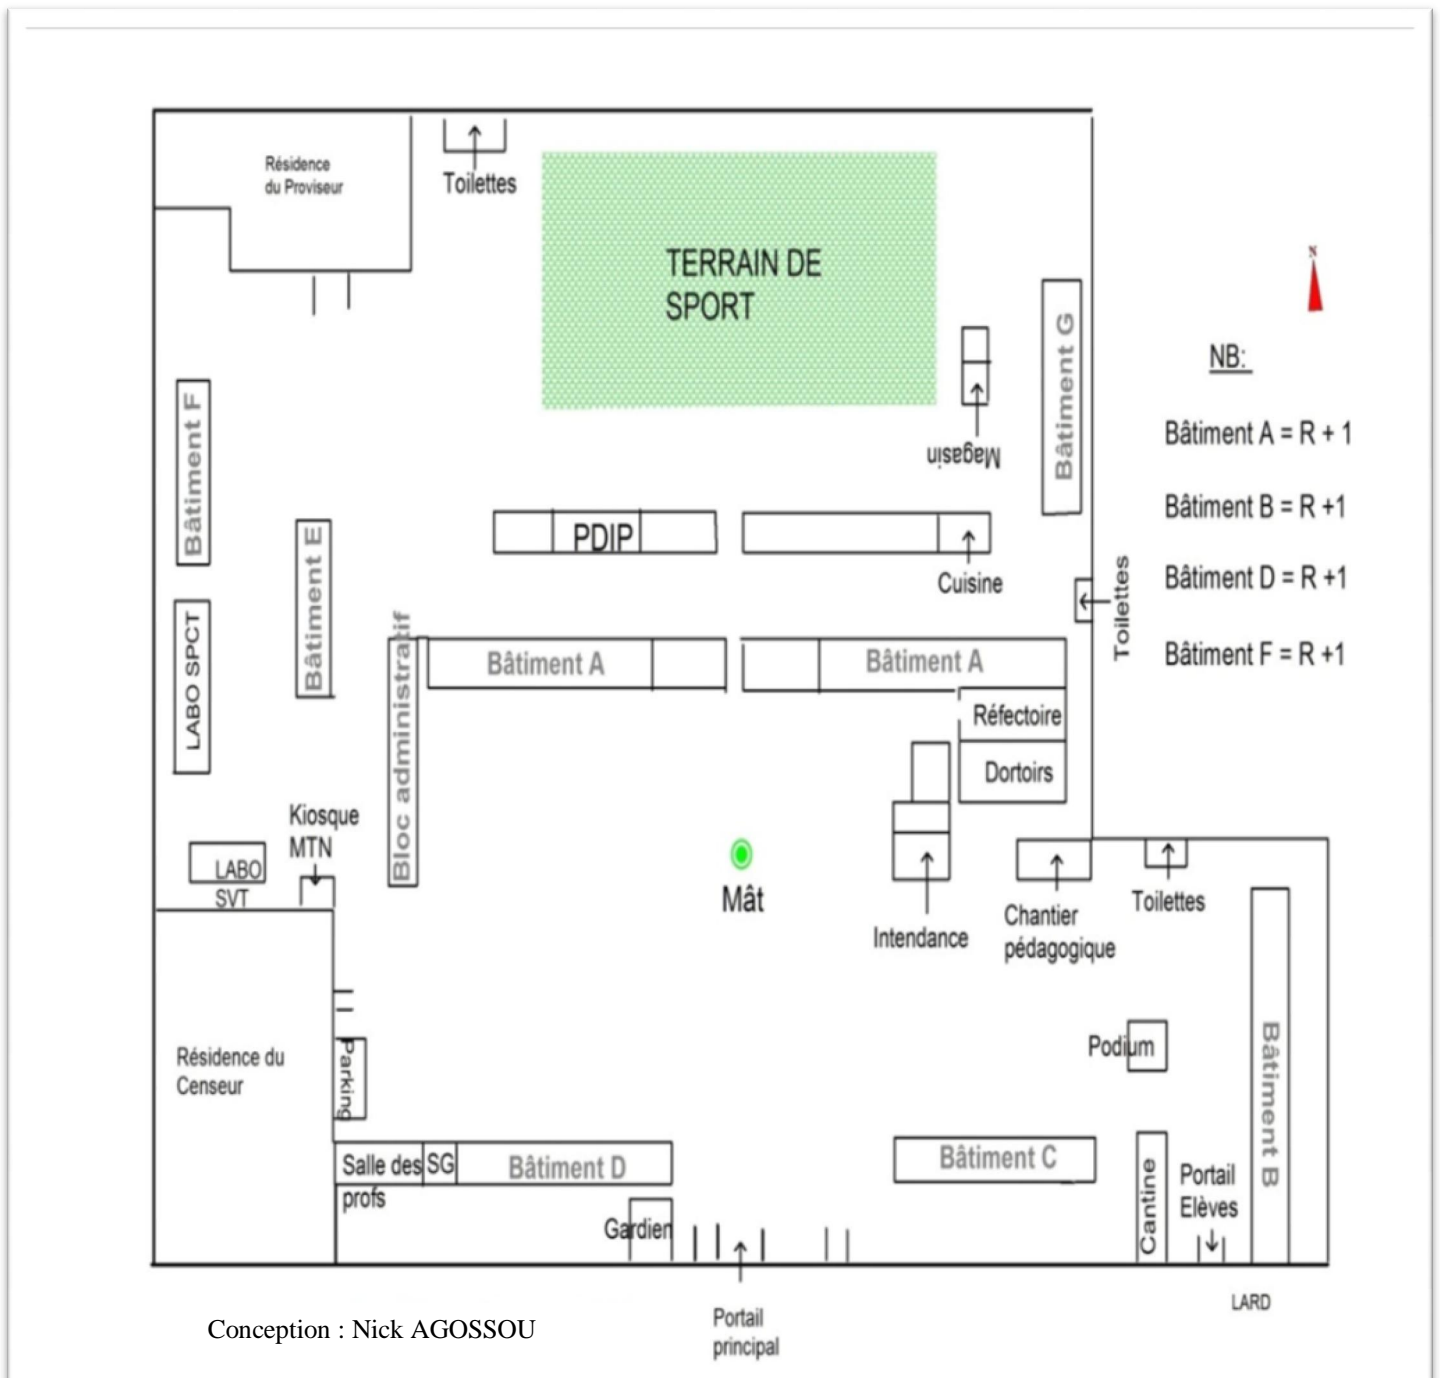 Résidence
du Proviseur
Toilettes
TERRAIN DE
SPORT
N
NB:
Bâtiment A = R + 1
Bâtiment B = R +1
Bâtiment D = R +1
Bâtiment F = R +1
Bâtiment G
Magasin
Bâtiment F
Bâtiment E
PDIP
Cuisine
Toilettes
LABO SPCT
Bloc administratif
Bâtiment A
Bâtiment A
Réfectoire
Dortoirs
Kiosque
MTN
LABO
SVT
Mât
Intendance
Chantier
pédagogique
Toilettes
Résidence du
Censeur
Parking
Podium
Bâtiment B
Salle des
profs
SG
Bâtiment D
Bâtiment C
Cantine
Portail
Elèves
Gardien
LARD
Portail
principal
Conception : Nick AGOSSOU